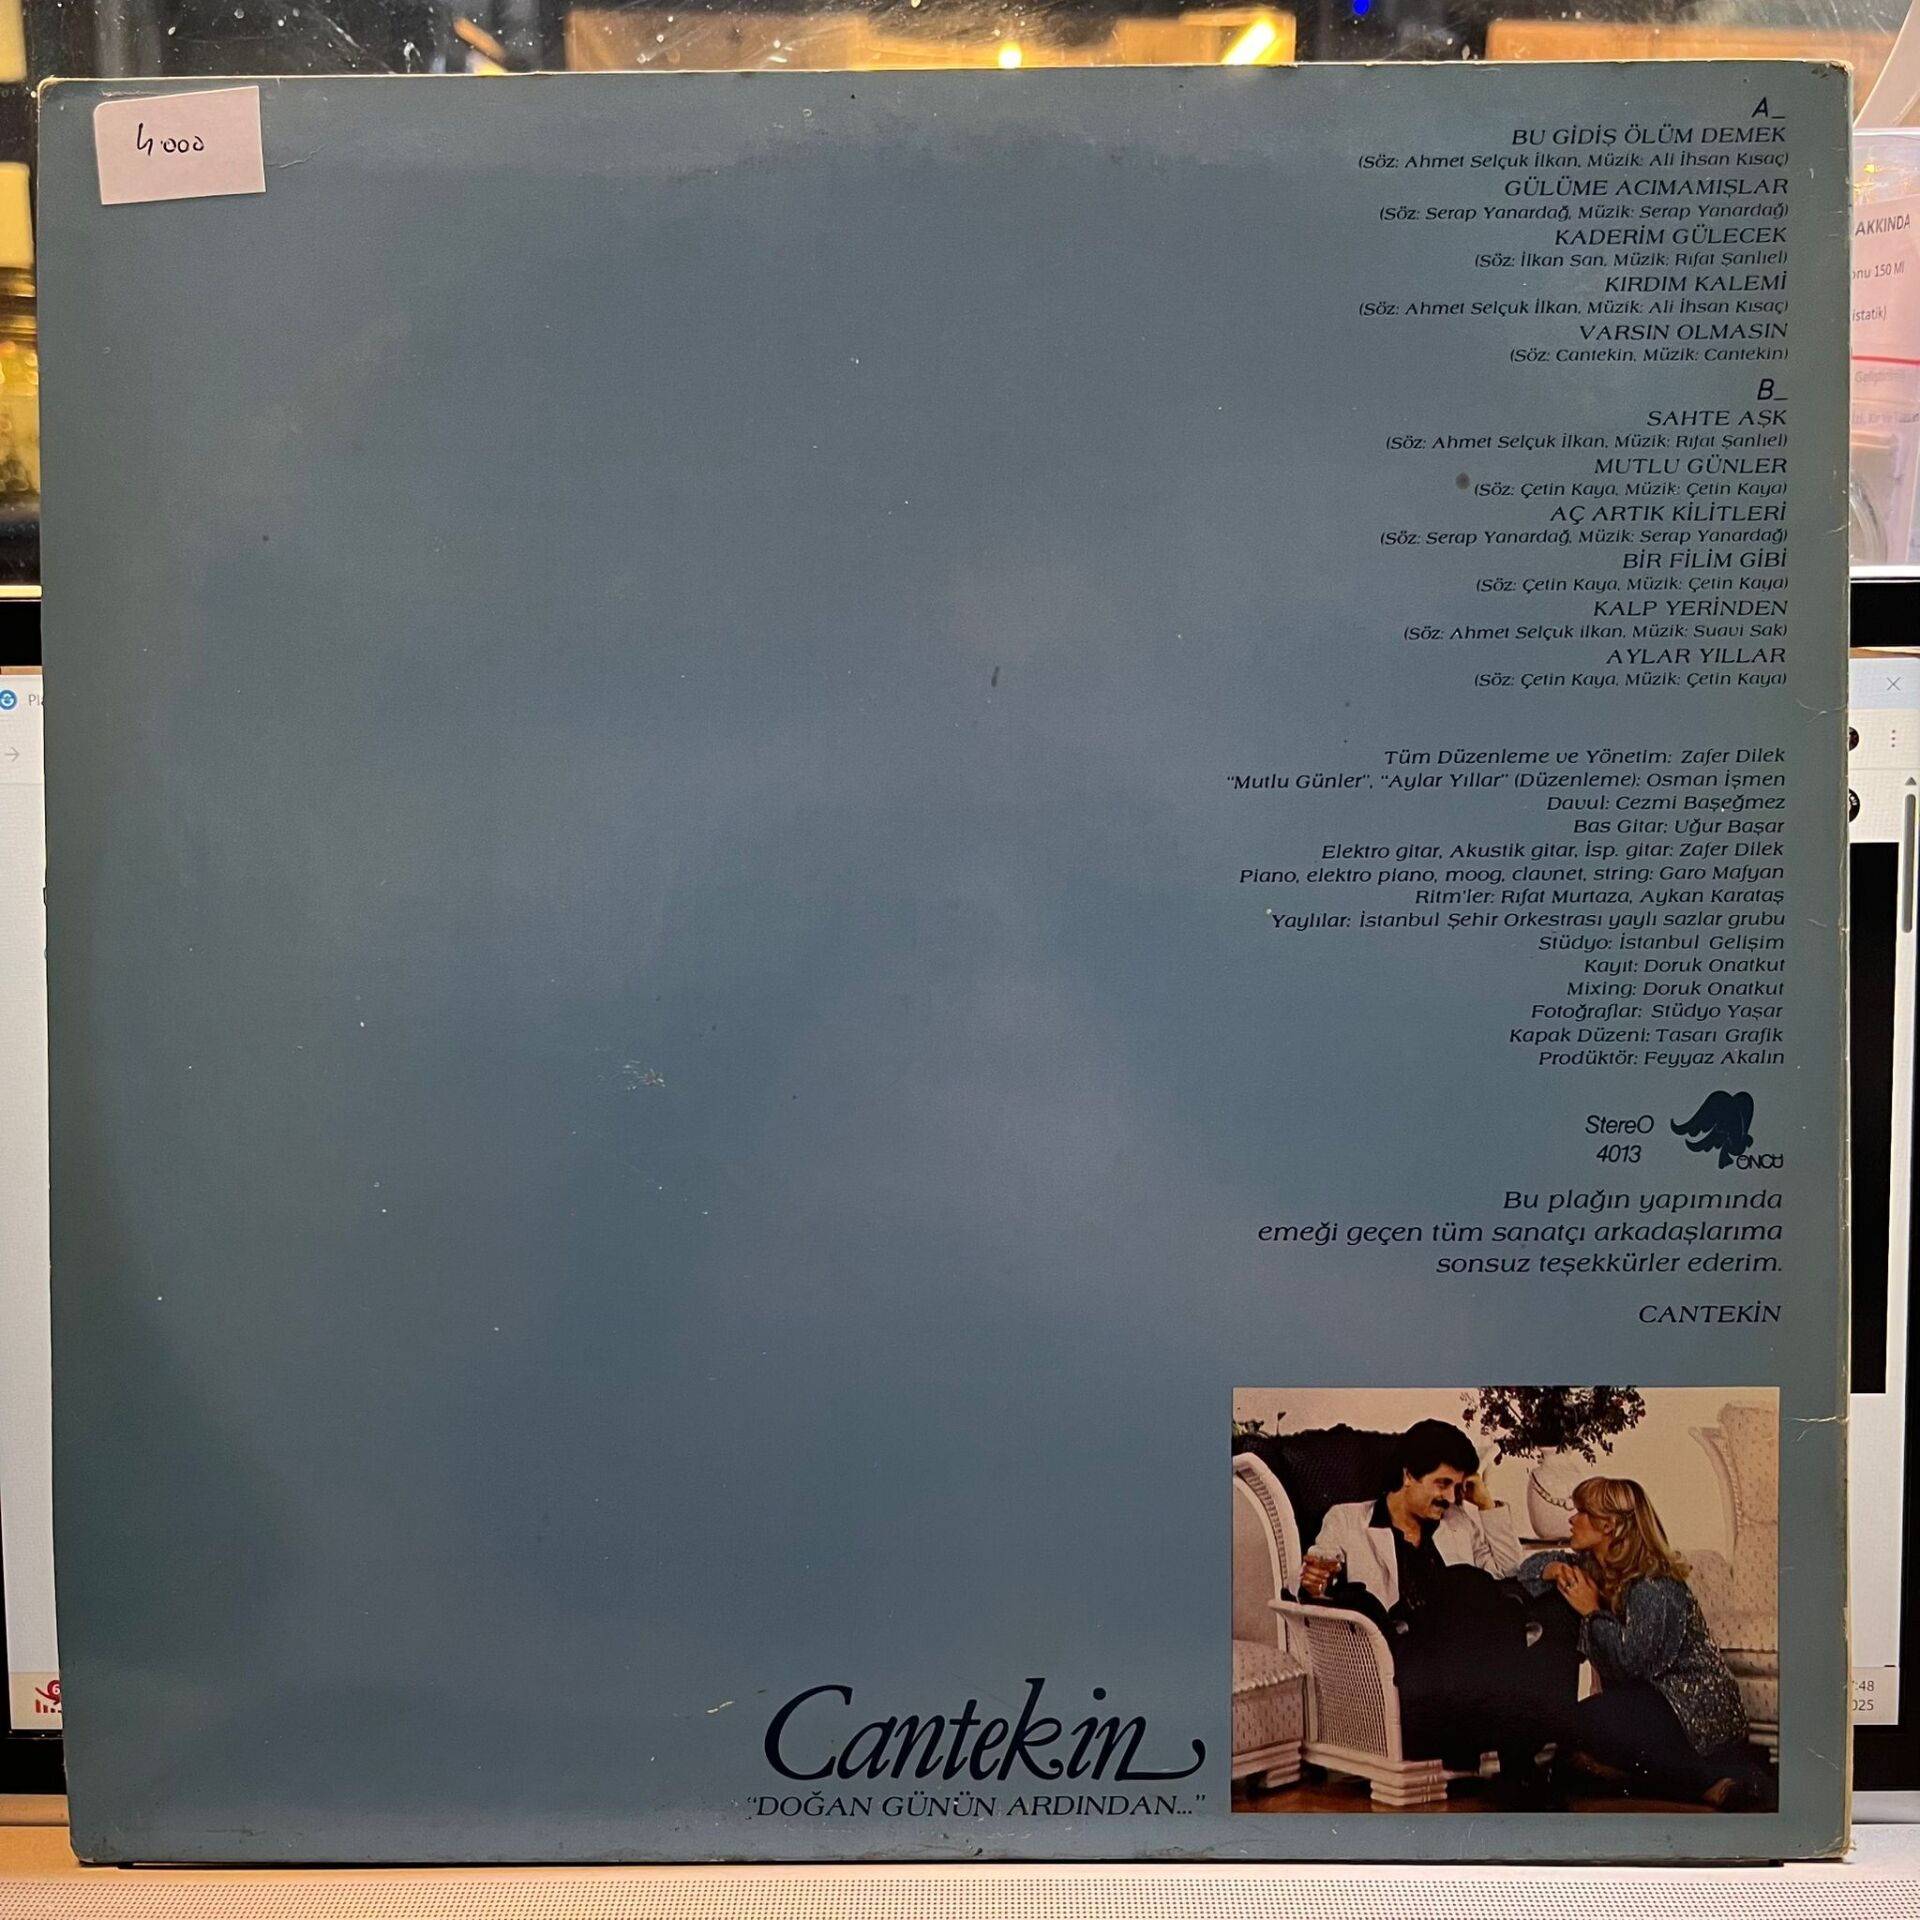 4.000
A_
BU GİDİŞ ÖLÜM DEMEK
(Söz: Ahmet Selçuk İlkan, Müzik: Ali İhsan Kısaç)
GÜLÜME ACIMAMIŞLAR
(Söz: Serap Yanardağ, Müzik: Serap Yanardağ)
KADERİM GÜLECEK
(Söz: İlkan San, Müzik: Rıfat Şanlıel)
KIRDIM KALEMİ
(Söz: Ahmet Selçuk İlkan, Müzik: Ali İhsan Kısaç)
VARSIN OLMASIN
(Söz: Cantekin, Müzik: Cantekin)
B_
SAHTE AŞK
(Söz: Ahmet Selçuk İlkan, Müzik: Rıfat Şanlıel)
MUTLU GÜNLER
(Söz: Çetin Kaya, Müzik: Çetin Kaya)
AÇ ARTIK KİLİTLERİ
(Söz: Serap Yanardağ, Müzik: Serap Yanardağ)
BİR FİLİM GİBİ
(Söz: Çetin Kaya, Müzik: Çetin Kaya)
KALP YERİNDEN
(Söz: Ahmet Selçuk ilkan, Müzik: Suavi Sak)
AYLAR YILLAR
(Söz: Çetin Kaya, Müzik: Çetin Kaya)
Tüm Düzenleme ve Yönetim: Zafer Dilek
"Mutlu Günler", "Aylar Yıllar" (Düzenleme): Osman İşmen
Davul: Cezmi Başeğmez
Bas Gitar: Uğur Başar
Elektro gitar, Akustik gitar, İsp. gitar: Zafer Dilek
Piano, elektro piano, moog, clavnet, string: Garo Mafyan
Ritm'ler: Rıfat Murtaza, Aykan Karataş
Yaylılar: İstanbul Şehir Orkestrası yaylı sazlar grubu
Stüdyo: İstanbul Gelişim
Kayıt: Doruk Onatkut
Mixing: Doruk Onatkut
Fotoğraflar: Stüdyo Yaşar
Kapak Düzeni: Tasarı Grafik
Prodüktör: Feyyaz Akalın
StereO
4013
ÖNCÜ
Bu plağın yapımında
emeği geçen tüm sanatçı arkadaşlarıma
sonsuz teşekkürler ederim.
CANTEKİN
Cantekin
"DOĞAN GÜNÜN ARDINDAN..."
AKKINDA
150 Ml
istatik)
:48
025